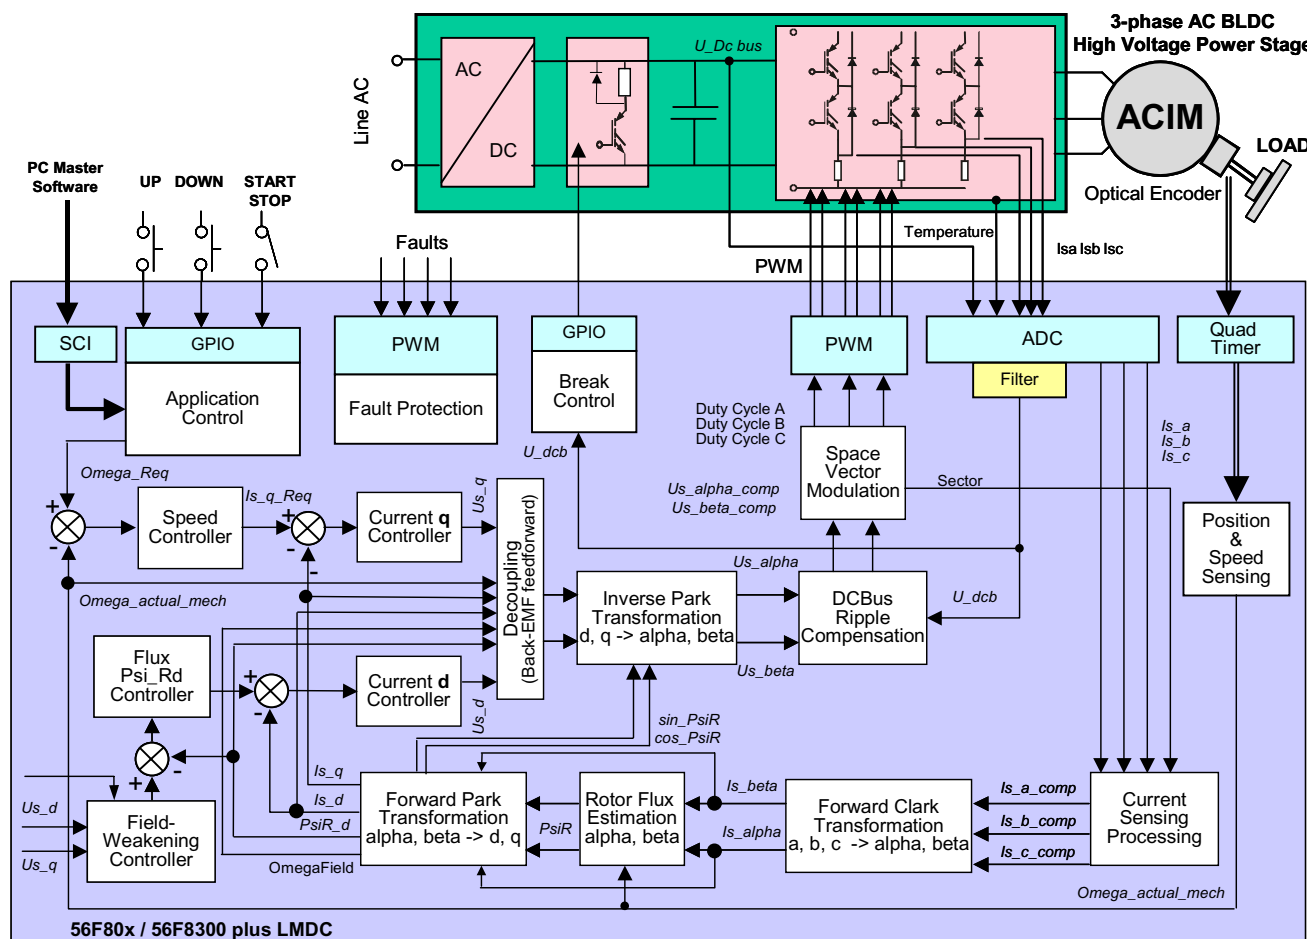 3-phase AC BLDC
High Voltage Power Stage
U_Dc bus
AC
DC
Line AC
ACIM
LOAD
Optical Encoder
PC Master
Software
UP
DOWN
START
STOP
Faults
Temperature
PWM
Isa Isb Isc
SCI
GPIO
Application
Control
PWM
Fault Protection
GPIO
Break
Control
PWM
ADC
Filter
Quad
Timer
Duty Cycle A
Duty Cycle B
Duty Cycle C
Is_a
Is_b
Is_c
U_dcb
Omega_Req
+
-
Speed
Controller
Is_q_Req
+
-
Current q
Controller
Us_q
Us_alpha_comp
Us_beta_comp
Space
Vector
Modulation
Sector
Position
&
Speed
Sensing
Omega_actual_mech
Decoupling
(Back-EMF feedforward)
Inverse Park
Transformation
d, q -> alpha, beta
Us_alpha
Us_beta
DCBus
Ripple
Compensation
U_dcb
Flux
Psi_Rd
Controller
+
-
Current d
Controller
Us_d
sin_PsiR
cos_PsiR
-
+
Us_d
Us_q
Field-
Weakening
Controller
Is_q
Is_d
PsiR_d
OmegaField
Forward Park
Transformation
alpha, beta -> d, q
PsiR
Rotor Flux
Estimation
alpha, beta
Is_beta
Is_alpha
Forward Clark
Transformation
a, b, c -> alpha, beta
Is_a_comp
Is_b_comp
Is_c_comp
Current
Sensing
Processing
Omega_actual_mech
56F80x / 56F8300 plus LMDC